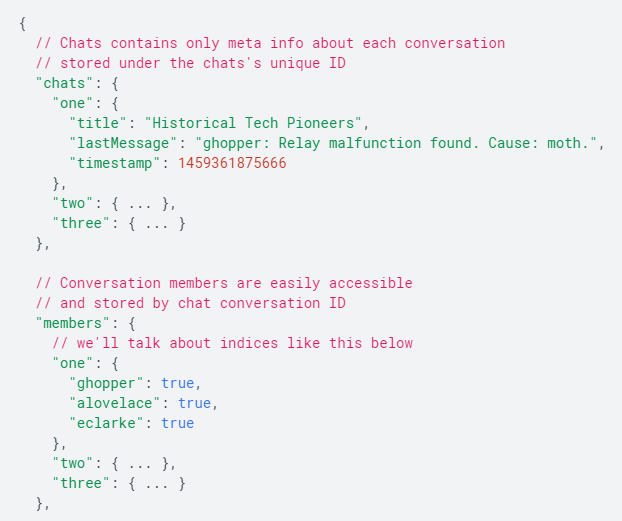 {
  // Chats contains only meta info about each conversation
  // stored under the chats's unique ID
  "chats": {
    "one": {
      "title": "Historical Tech Pioneers",
      "lastMessage": "ghopper: Relay malfunction found. Cause: moth.",
      "timestamp": 1459361875666
    },
    "two": { ... },
    "three": { ... }
  },

  // Conversation members are easily accessible
  // and stored by chat conversation ID
  "members": {
    // we'll talk about indices like this below
    "one": {
      "ghopper": true,
      "alovelace": true,
      "eclarke": true
    },
    "two": { ... },
    "three": { ... }
  },